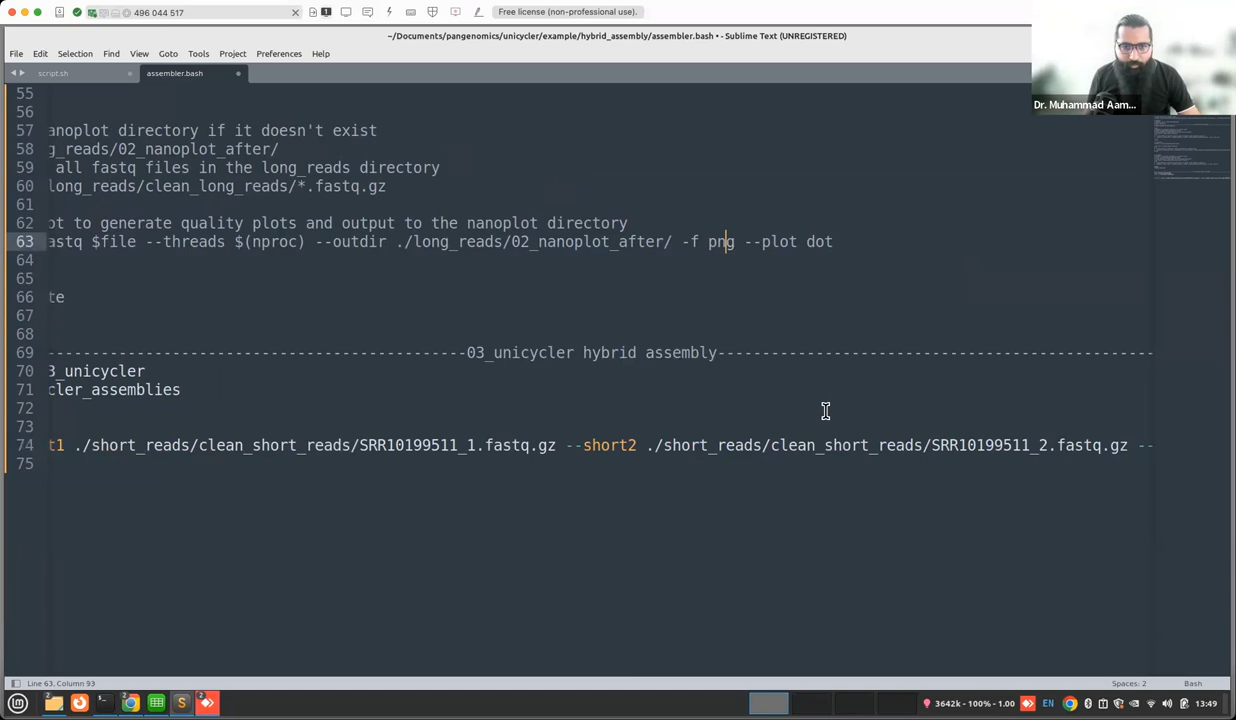 496 044 517
Free license (non-professional use).
~/Documents/pangenomics/unicycler/example/hybrid_assembly/assembler.bash • - Sublime Text (UNREGISTERED)
File Edit Selection Find View Goto Tools Project Preferences Help
Dr. Muhammad Aam...
script.sh assembler.bash
55
56
57 anoplot directory if it doesn't exist
58 g_reads/02_nanoplot_after/
59 all fastq files in the long_reads directory
60 long_reads/clean_long_reads/*.fastq.gz
61
62 ot to generate quality plots and output to the nanoplot directory
63 astq $file --threads $(nproc) --outdir ./long_reads/02_nanoplot_after/ -f png --plot dot
64
65
66 te
67
68
69 -----------------------------------------------03_unicycler hybrid assembly-------------------------------------------------
70 3_unicycler
71 cler_assemblies
72
73
74 t1 ./short_reads/clean_short_reads/SRR10199511_1.fastq.gz --short2 ./short_reads/clean_short_reads/SRR10199511_2.fastq.gz --
75
Line 63, Column 93 Spaces: 2 Bash
3642k - 100% - 1.00 EN 13:49